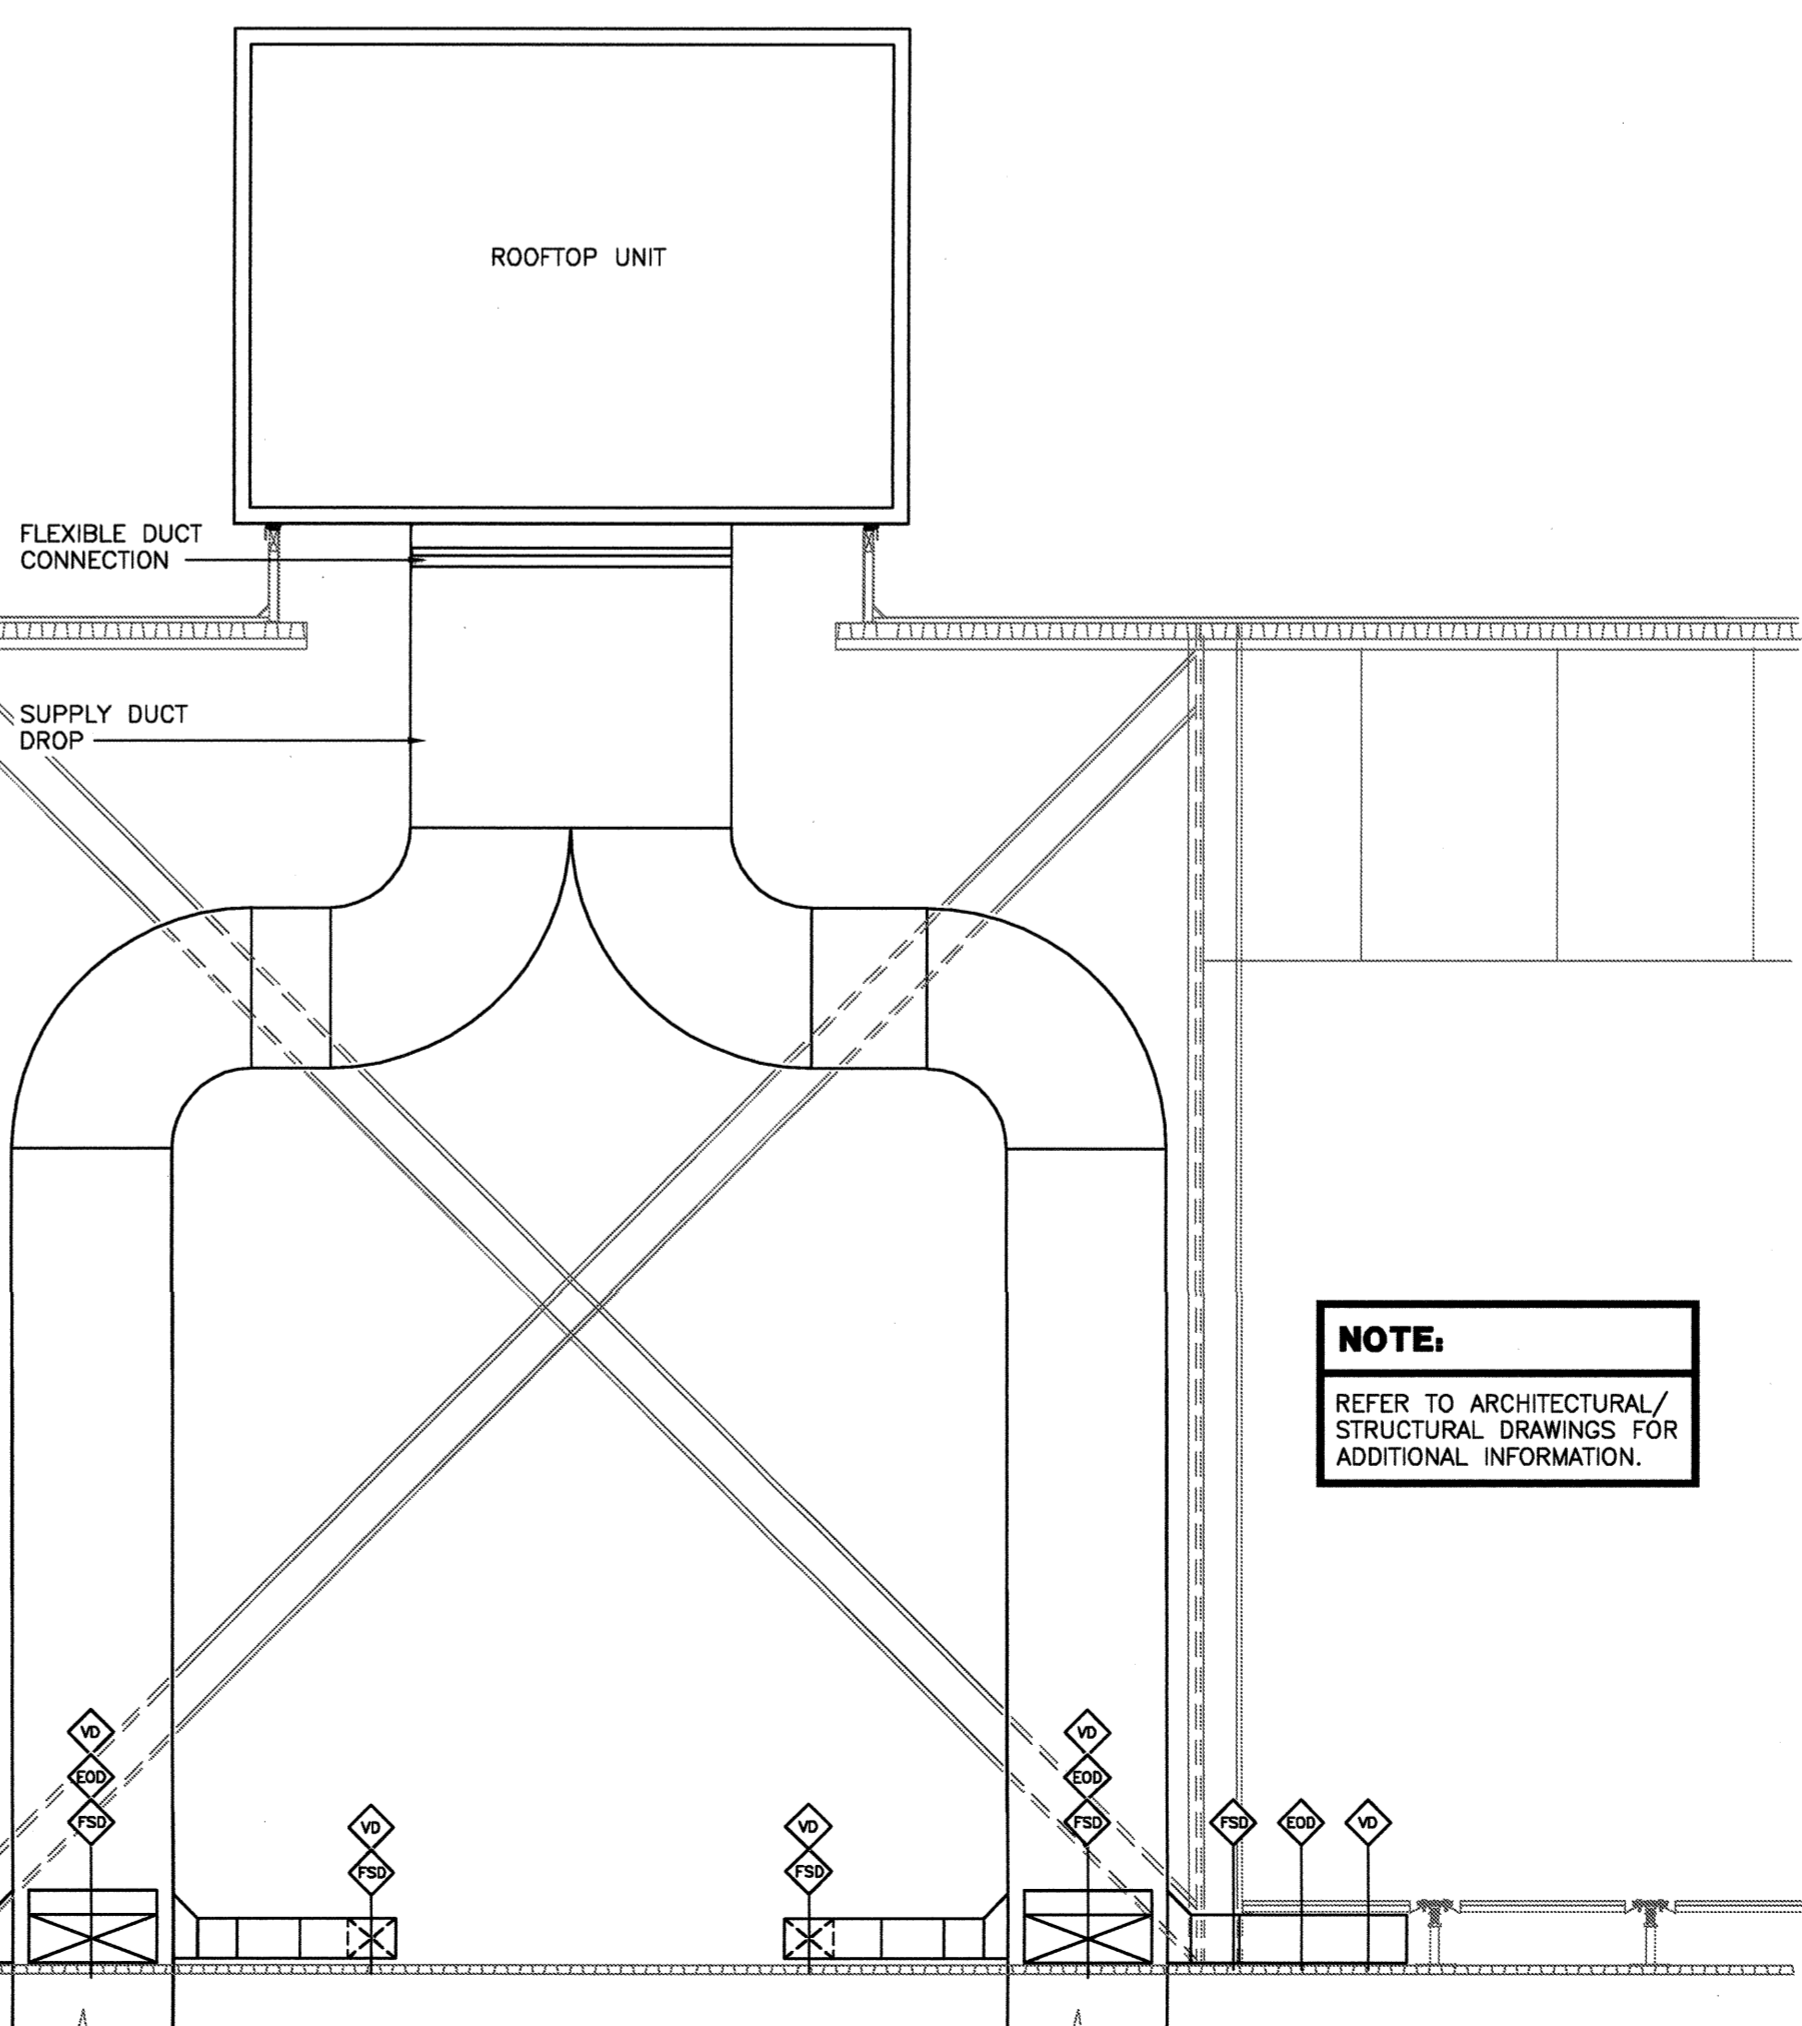 ROOFTOP UNIT
FLEXIBLE DUCT
CONNECTION
SUPPLY DUCT
DROP
NOTE:
REFER TO ARCHITECTURAL/
STRUCTURAL DRAWINGS FOR
ADDITIONAL INFORMATION.
VD
EOD
FSD
VD
FSD
VD
FSD
VD
EOD
FSD
FSD
EOD
VD